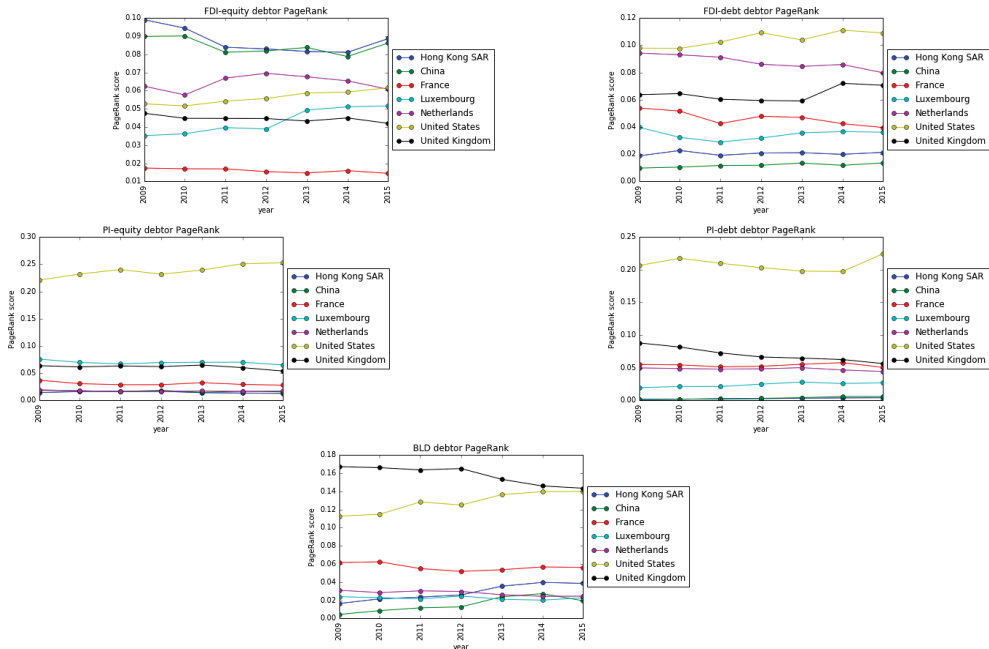 FDI-equity debtor PageRank
0.10
0.09
0.08
0.07
0.06
0.05
0.04
0.03
0.02
0.01
PageRank score
2009
2010
2011
2012
2013
2014
2015
year
Hong Kong SAR
China
France
Luxembourg
Netherlands
United States
United Kingdom
FDI-debt debtor PageRank
0.12
0.10
0.08
0.06
0.04
0.02
0.00
PageRank score
2009
2010
2011
2012
2013
2014
2015
year
Hong Kong SAR
China
France
Luxembourg
Netherlands
United States
United Kingdom
PI-equity debtor PageRank
0.30
0.25
0.20
0.15
0.10
0.05
0.00
PageRank score
2009
2010
2011
2012
2013
2014
2015
year
Hong Kong SAR
China
France
Luxembourg
Netherlands
United States
United Kingdom
PI-debt debtor PageRank
0.25
0.20
0.15
0.10
0.05
0.00
PageRank score
2009
2010
2011
2012
2013
2014
2015
year
Hong Kong SAR
China
France
Luxembourg
Netherlands
United States
United Kingdom
BLD debtor PageRank
0.18
0.16
0.14
0.12
0.10
0.08
0.06
0.04
0.02
0.00
PageRank score
2009
2010
2011
2012
2013
2014
2015
year
Hong Kong SAR
China
France
Luxembourg
Netherlands
United States
United Kingdom